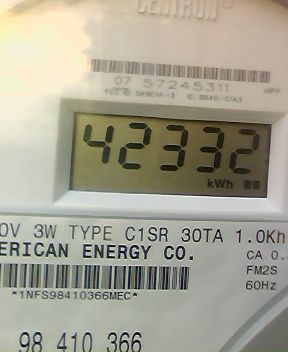 CENTRON
07 57245311
42332
kWh
0V 3W TYPE C1SR 30TA 1.0Kh
ERICAN ENERGY CO.
CA 0.
FM2S
60Hz
*1NFS98410366MEC*
98 410 366